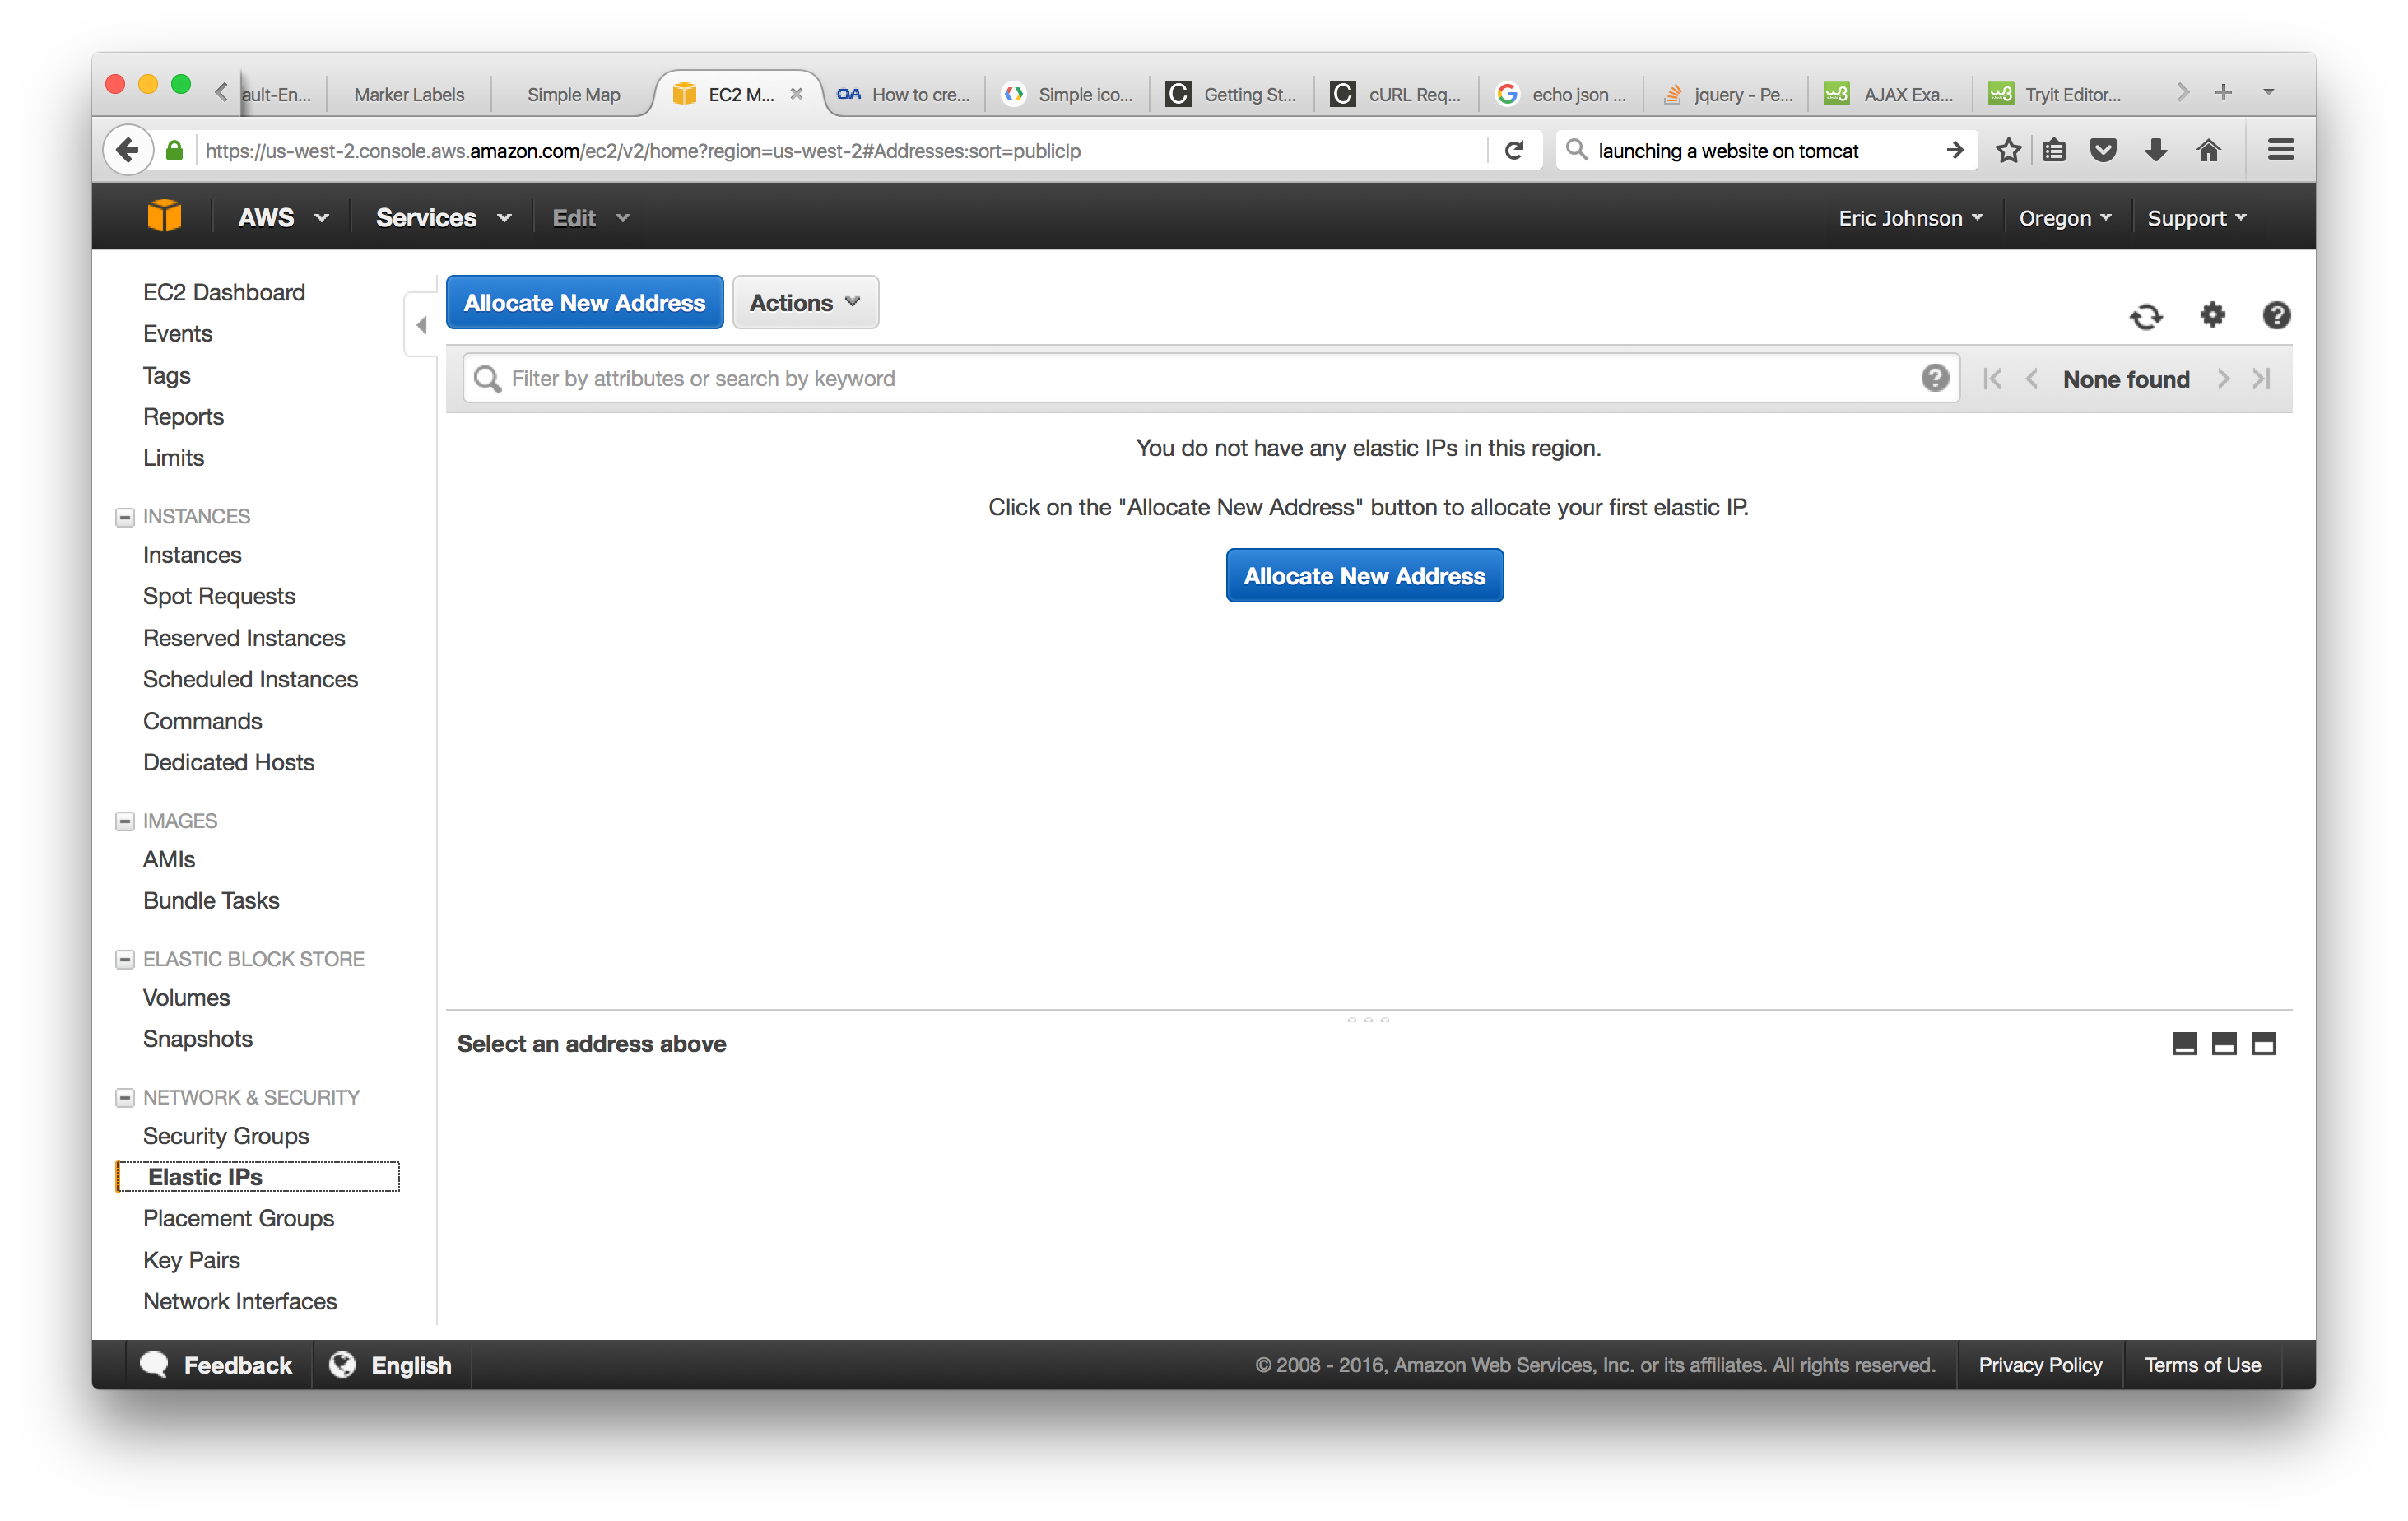 ault-En...
Marker Labels
Simple Map
EC2 M...
OA How to cre...
Simple ico...
C Getting St...
C cURL Req...
G echo json ...
jquery - Pe...
w3 AJAX Exa...
w3 Tryit Editor...
https://us-west-2.console.aws.amazon.com/ec2/v2/home?region=us-west-2#Addresses:sort=publicIp
launching a website on tomcat
AWS
Services
Edit
Eric Johnson
Oregon
Support
EC2 Dashboard
Events
Tags
Reports
Limits
INSTANCES
Instances
Spot Requests
Reserved Instances
Scheduled Instances
Commands
Dedicated Hosts
IMAGES
AMIs
Bundle Tasks
ELASTIC BLOCK STORE
Volumes
Snapshots
NETWORK & SECURITY
Security Groups
Elastic IPs
Placement Groups
Key Pairs
Network Interfaces
Allocate New Address
Actions
Filter by attributes or search by keyword
None found
You do not have any elastic IPs in this region.
Click on the "Allocate New Address" button to allocate your first elastic IP.
Allocate New Address
Select an address above
Feedback
English
© 2008 - 2016, Amazon Web Services, Inc. or its affiliates. All rights reserved.
Privacy Policy
Terms of Use